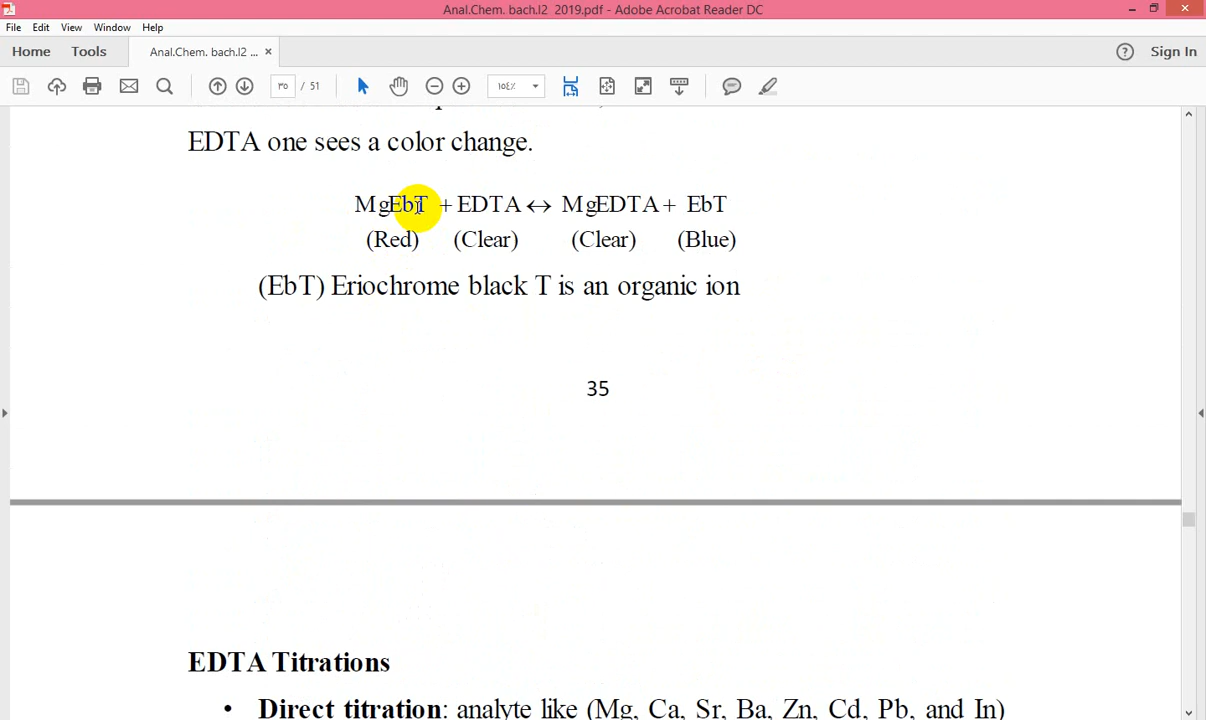 Anal.Chem. bach.l2 2019.pdf - Adobe Acrobat Reader DC
File Edit View Window Help
Home Tools Anal.Chem. bach.l2 ... × ? Sign In
٣٥ / 51 ١٥٤٪
EDTA one sees a color change.
MgEbT + EDTA ↔ MgEDTA + EbT
(Red) (Clear) (Clear) (Blue)
(EbT) Eriochrome black T is an organic ion
35
EDTA Titrations
• Direct titration: analyte like (Mg, Ca, Sr, Ba, Zn, Cd, Pb, and In)